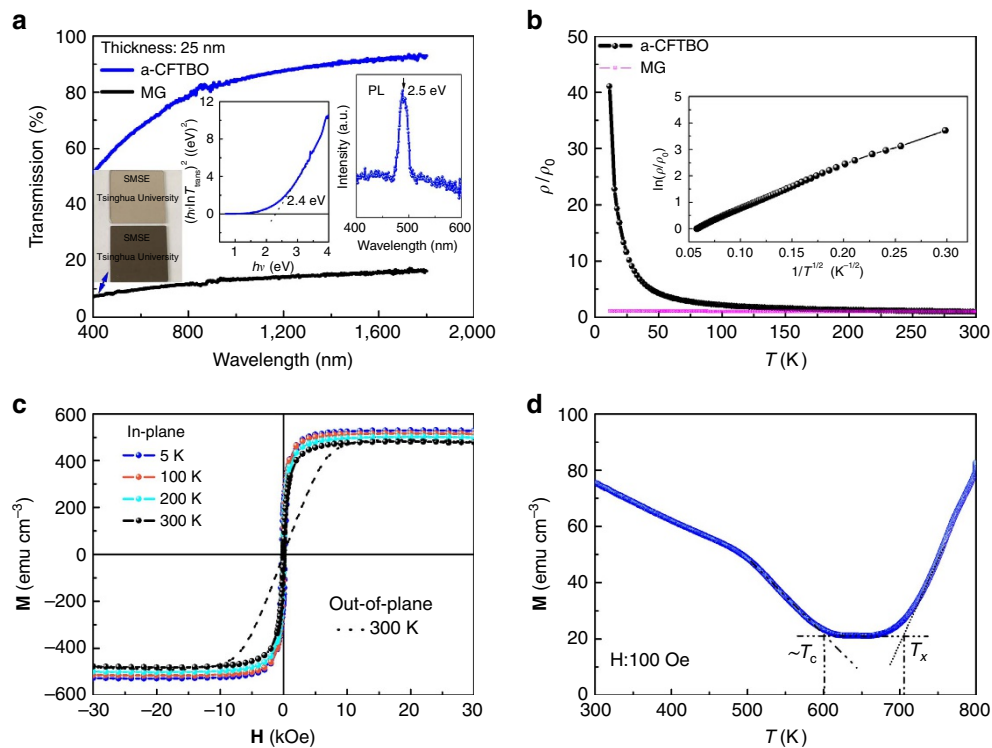 a
Thickness: 25 nm
a-CFTBO
MG
Transmission (%)
100
80
60
40
20
0
400
800
1,200
1,600
2,000
Wavelength (nm)
SMSE
Tsinghua University
SMSE
Tsinghua University
(hν lnTtrans)² ((eV)²)
12
8
4
0
2.4 eV
1 2 3 4
hν (eV)
PL
2.5 eV
Intensity (a.u.)
400 500 600
Wavelength (nm)
b
a-CFTBO
MG
ρ/ρ0
50
40
30
20
10
0
0 50 100 150 200 250 300
T (K)
ln(ρ/ρ0)
5
4
3
2
1
0
0.05 0.10 0.15 0.20 0.25 0.30
1/T^1/2 (K^−1/2)
c
In-plane
5 K
100 K
200 K
300 K
Out-of-plane
300 K
M (emu cm⁻³)
600
400
200
0
−200
−400
−600
−30 −20 −10 0 10 20 30
H (kOe)
d
M (emu cm⁻³)
100
80
60
40
20
0
~Tc
Tx
H:100 Oe
300 400 500 600 700 800
T (K)